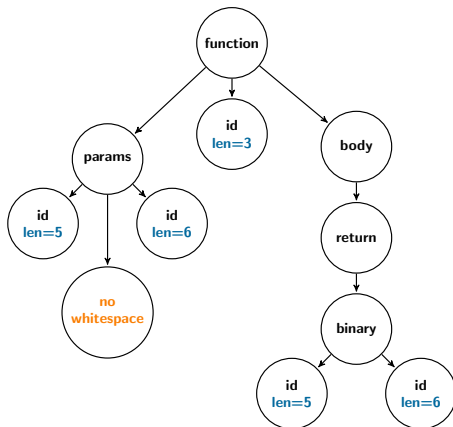 function
id
len=3
params
body
id
len=5
id
len=6
return
no
whitespace
binary
id
len=5
id
len=6